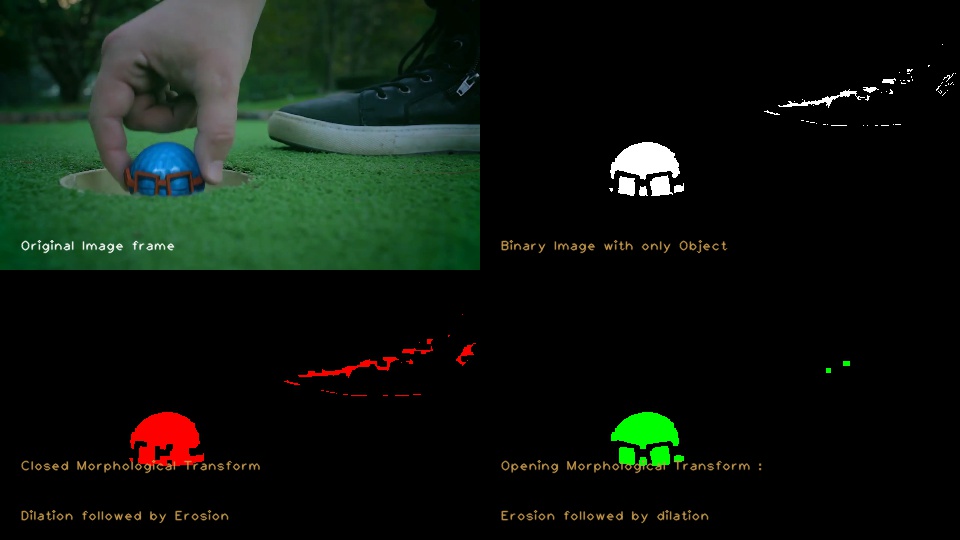 Original Image frame
Binary Image with only Object
Closed Morphological Transform
Dilation followed by Erosion
Opening Morphological Transform :
Erosion followed by dilation